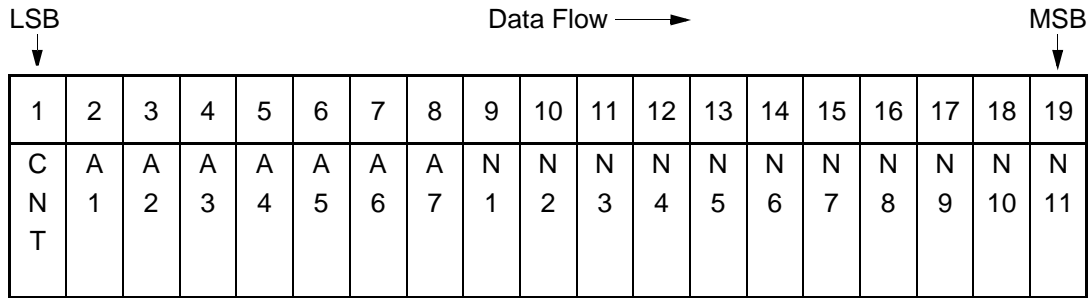 LSB Data Flow MSB
1 2 3 4 5 6 7 8 9 10 11 12 13 14 15 16 17 18 19
C A A A A A A A N N N N N N N N N N N
N 1 2 3 4 5 6 7 1 2 3 4 5 6 7 8 9 10 11
T